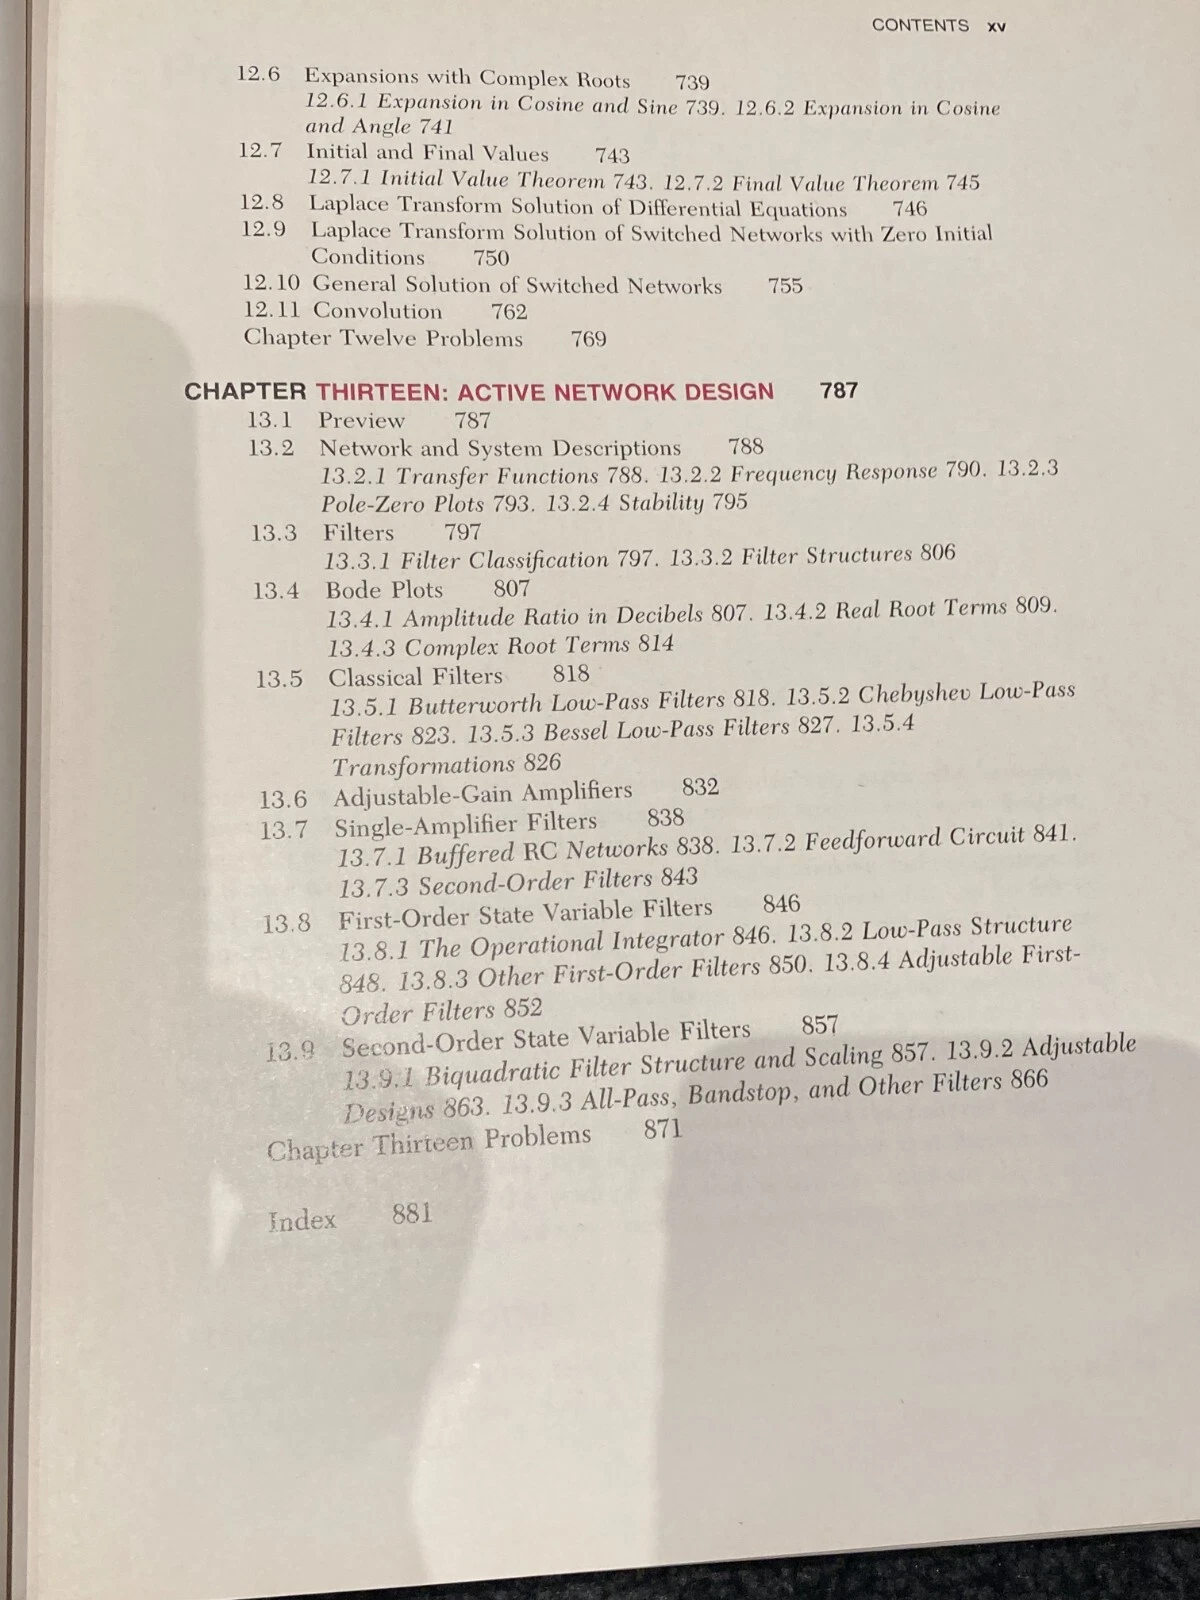 CONTENTS xv
12.6 Expansions with Complex Roots 739
12.6.1 Expansion in Cosine and Sine 739. 12.6.2 Expansion in Cosine
and Angle 741
12.7 Initial and Final Values 743
12.7.1 Initial Value Theorem 743. 12.7.2 Final Value Theorem 745
12.8 Laplace Transform Solution of Differential Equations 746
12.9 Laplace Transform Solution of Switched Networks with Zero Initial
Conditions 750
12.10 General Solution of Switched Networks 755
12.11 Convolution 762
Chapter Twelve Problems 769
CHAPTER THIRTEEN: ACTIVE NETWORK DESIGN 787
13.1 Preview 787
13.2 Network and System Descriptions 788
13.2.1 Transfer Functions 788. 13.2.2 Frequency Response 790. 13.2.3
Pole-Zero Plots 793. 13.2.4 Stability 795
13.3 Filters 797
13.3.1 Filter Classification 797. 13.3.2 Filter Structures 806
13.4 Bode Plots 807
13.4.1 Amplitude Ratio in Decibels 807. 13.4.2 Real Root Terms 809.
13.4.3 Complex Root Terms 814
13.5 Classical Filters 818
13.5.1 Butterworth Low-Pass Filters 818. 13.5.2 Chebyshev Low-Pass
Filters 823. 13.5.3 Bessel Low-Pass Filters 827. 13.5.4
Transformations 826
13.6 Adjustable-Gain Amplifiers 832
13.7 Single-Amplifier Filters 838
13.7.1 Buffered RC Networks 838. 13.7.2 Feedforward Circuit 841.
13.7.3 Second-Order Filters 843
13.8 First-Order State Variable Filters 846
13.8.1 The Operational Integrator 846. 13.8.2 Low-Pass Structure
848. 13.8.3 Other First-Order Filters 850. 13.8.4 Adjustable First-
Order Filters 852
13.9 Second-Order State Variable Filters 857
13.9.1 Biquadratic Filter Structure and Scaling 857. 13.9.2 Adjustable
Designs 863. 13.9.3 All-Pass, Bandstop, and Other Filters 866
Chapter Thirteen Problems 871
Index 881